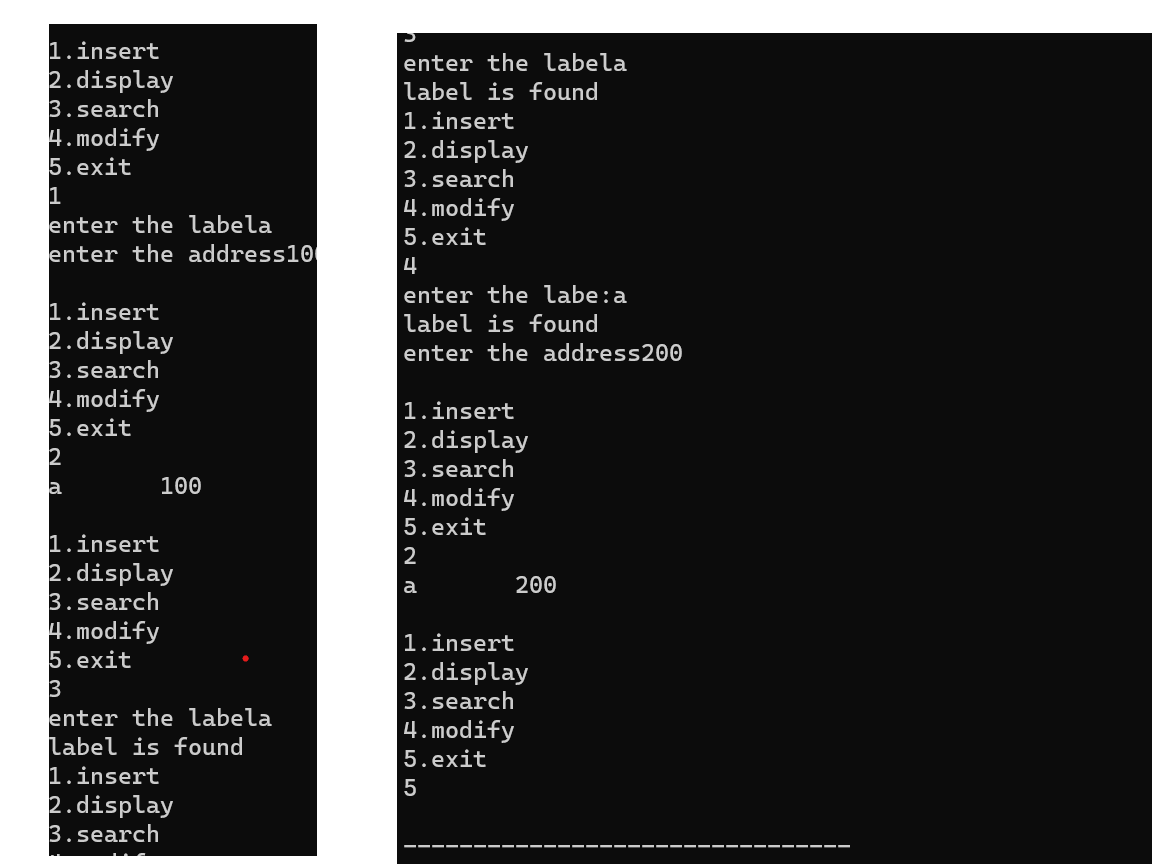 1.insert
2.display
3.search
4.modify
5.exit
1
enter the labela
enter the address100

1.insert
2.display
3.search
4.modify
5.exit
2
a       100

1.insert
2.display
3.search
4.modify
5.exit
3
enter the labela
label is found
1.insert
2.display
3.search
3
enter the labela
label is found
1.insert
2.display
3.search
4.modify
5.exit
4
enter the labe:a
label is found
enter the address200

1.insert
2.display
3.search
4.modify
5.exit
2
a       200

1.insert
2.display
3.search
4.modify
5.exit
5

--------------------------------